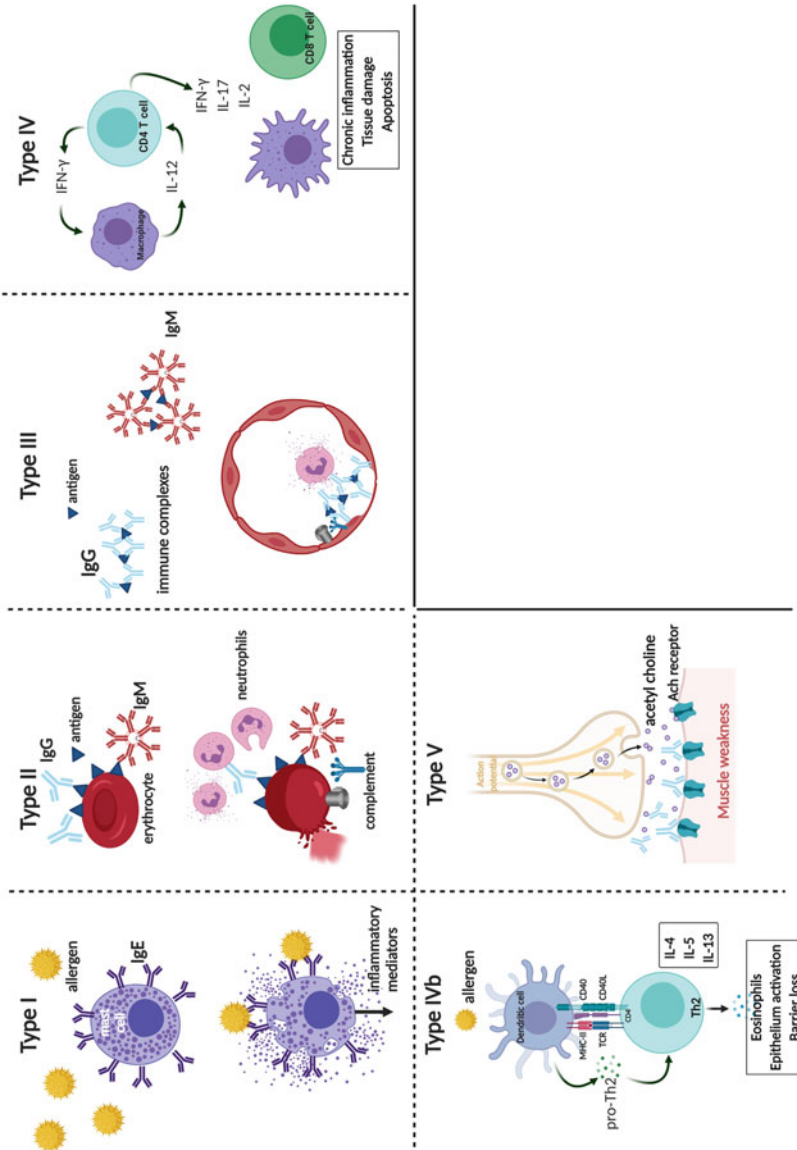 Type I
allergen
IgE
mast
cell
inflammatory
mediators
Type II
IgG
antigen
erythrocyte
IgM
neutrophils
complement
Type III
antigen
IgG
immune complexes
IgM
Type IV
IFN-γ
CD4 T cell
Macrophage
IL-12
IFN-γ
IL-17
IL-2
CD8 T cell
Chronic inflammation
Tissue damage
Apoptosis
Type IVb
allergen
Dendritic cell
MHC-II
CD40
TCR
CD40L
CD4
pro-Th2
Th2
IL-4
IL-5
IL-13
Eosinophils
Epithelium activation
Barrier loss
Type V
Action
potential
acetyl choline
Ach receptor
Muscle weakness